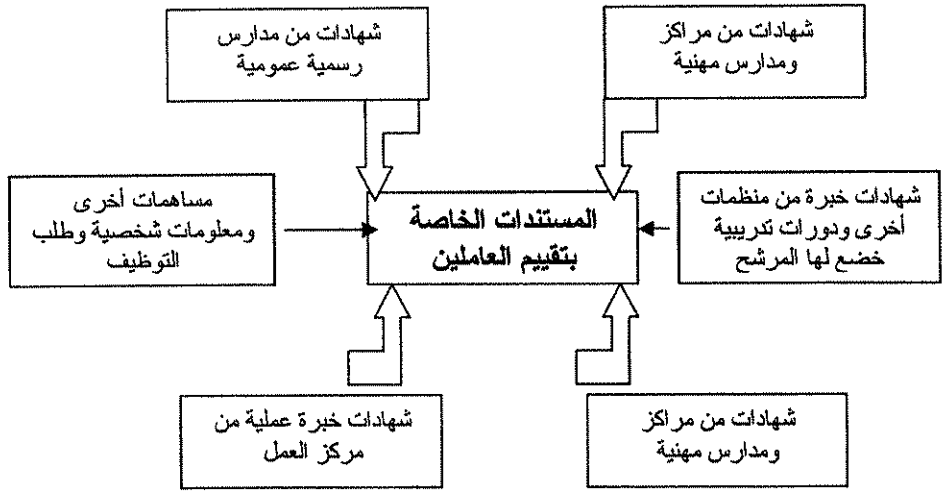 شهادات من مراكز
ومدارس مهنية
شهادات من مدارس
رسمية عمومية
شهادات خبرة من منظمات
أخرى ودورات تدريبية
خضع لها المرشح
المستندات الخاصة
بتقييم العاملين
مساهمات أخرى
ومعلومات شخصية وطلب
التوظيف
شهادات من مراكز
ومدارس مهنية
شهادات خبرة عملية من
مركز العمل